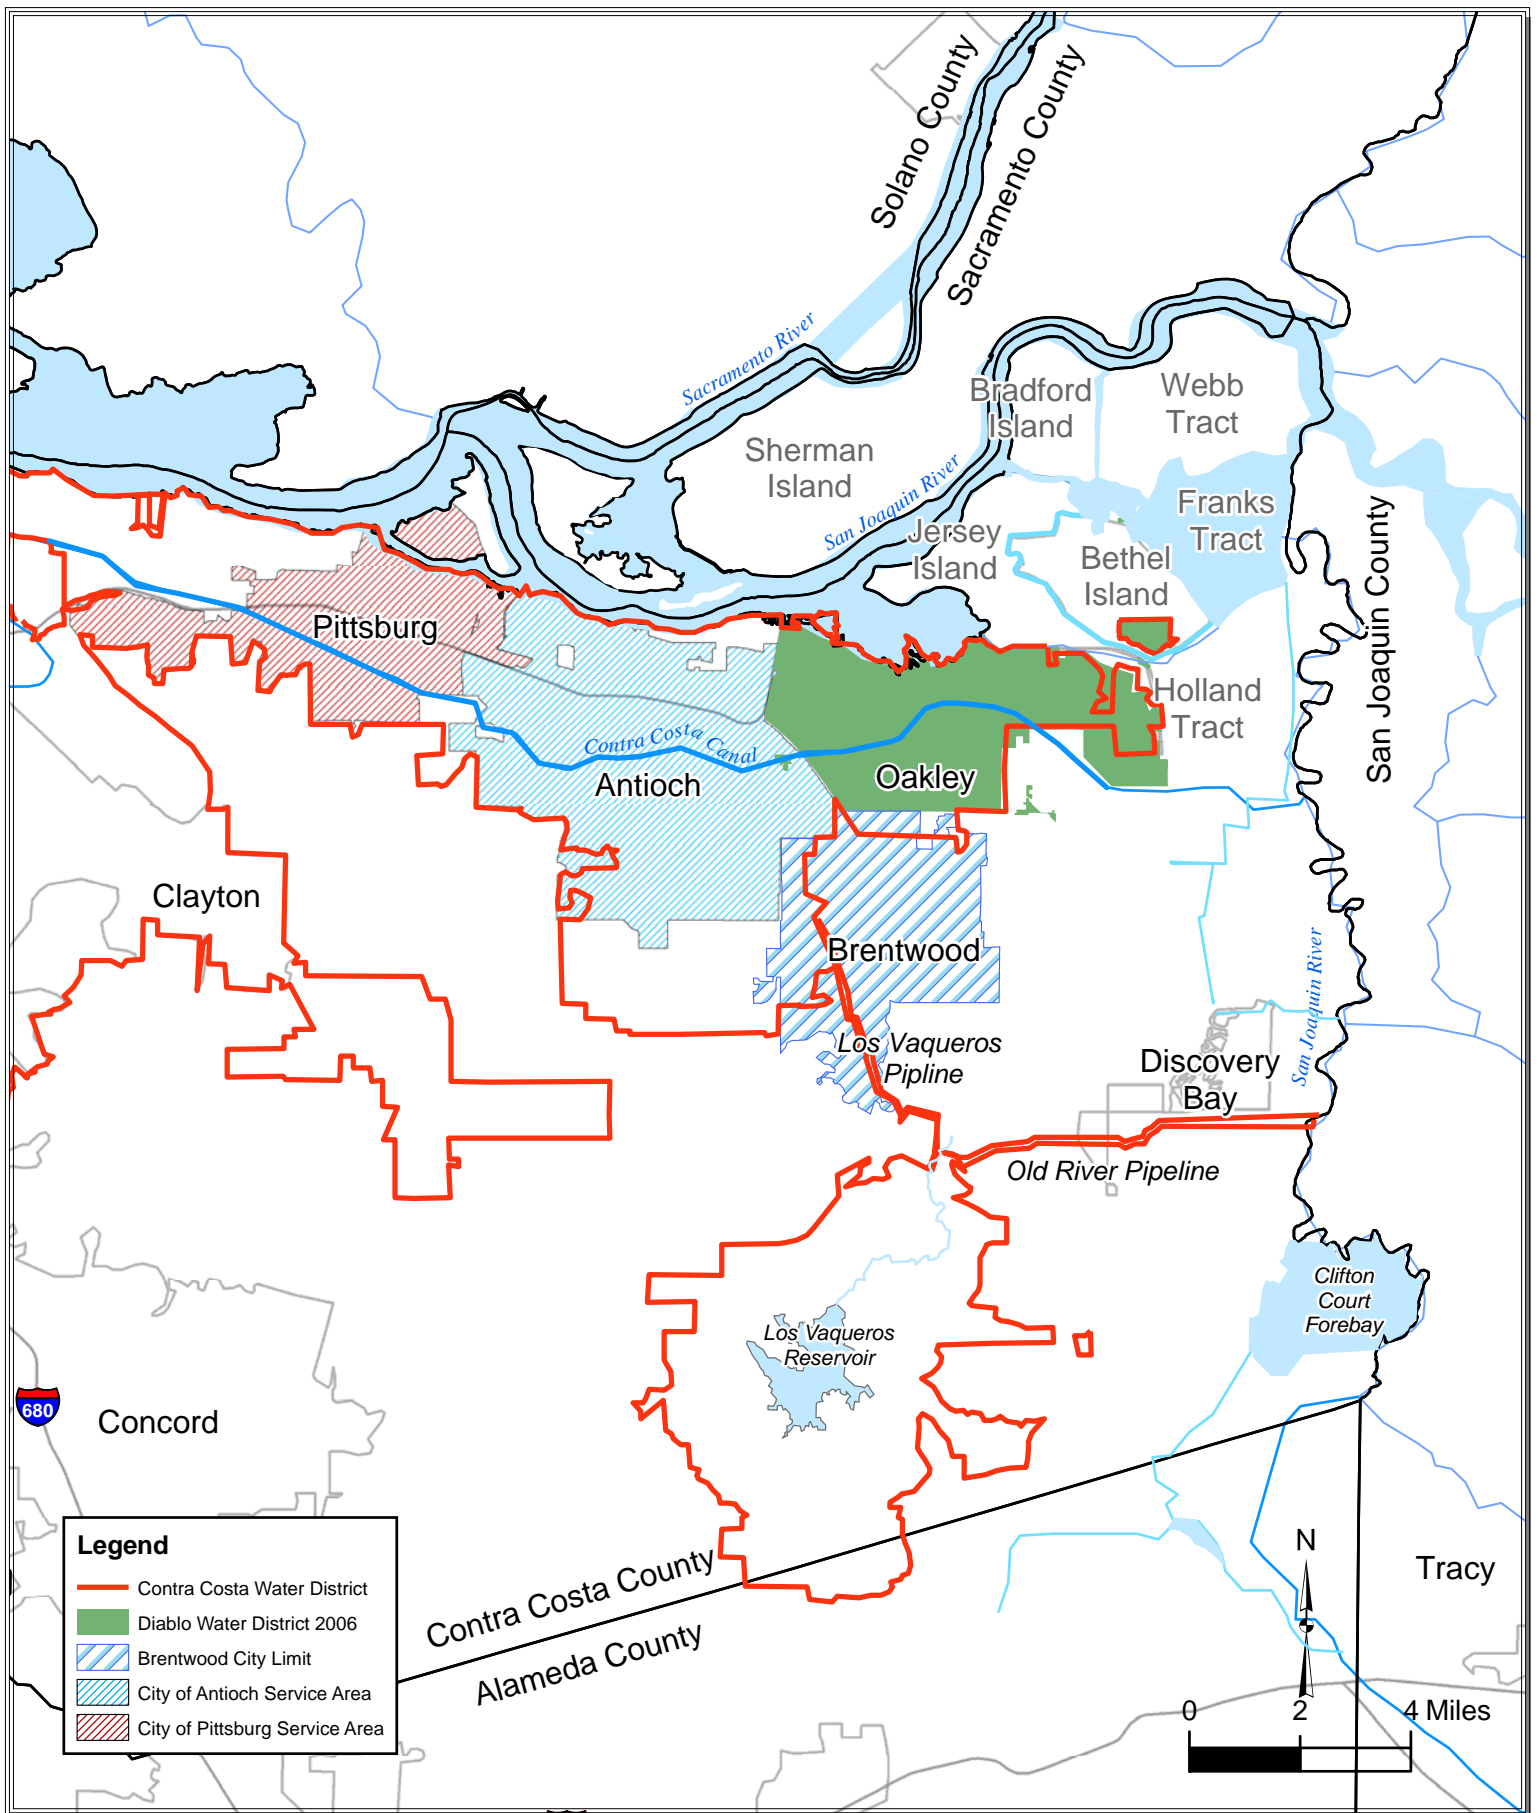 Solano County
Sacramento County
Sacramento River
Bradford
Island
Webb
Tract
Sherman
Island
San Joaquin River
Franks
Tract
Jersey
Island
Bethel
Island
San Joaquin County
Pittsburg
Holland
Tract
Contra Costa Canal
Antioch
Oakley
Clayton
Brentwood
San Joaquin River
Los Vaqueros
Pipline
Discovery
Bay
Old River Pipeline
Clifton
Court
Forebay
Los Vaqueros
Reservoir
680
Concord
Contra Costa County
Alameda County
Tracy
N
0 2 4 Miles
Legend
Contra Costa Water District
Diablo Water District 2006
Brentwood City Limit
City of Antioch Service Area
City of Pittsburg Service Area